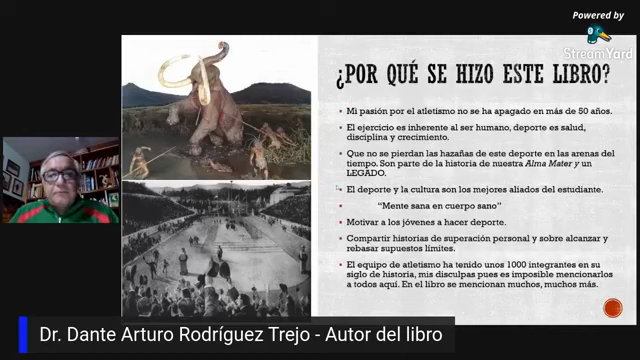 Powered by
StreamYard
¿POR QUÉ SE HIZO ESTE LIBRO?
Mi pasión por el atletismo no se ha apagado en más de 50 años.
El ejercicio es inherente al ser humano, deporte es salud,
disciplina y crecimiento.
Que no se pierdan las hazañas de este deporte en las arenas del
tiempo. Son parte de la historia de nuestra Alma Mater y un
LEGADO.
El deporte y la cultura son los mejores aliados del estudiante.
“Mente sana en cuerpo sano”
Motivar a los jóvenes a hacer deporte.
Compartir historias de superación personal y sobre alcanzar y
rebasar supuestos límites.
El equipo de atletismo ha tenido unos 1000 integrantes en su
siglo de historia, mis disculpas pues es imposible mencionarlos
a todos aquí. En el libro se mencionan muchos, muchos más.
Dr. Dante Arturo Rodríguez Trejo - Autor del libro